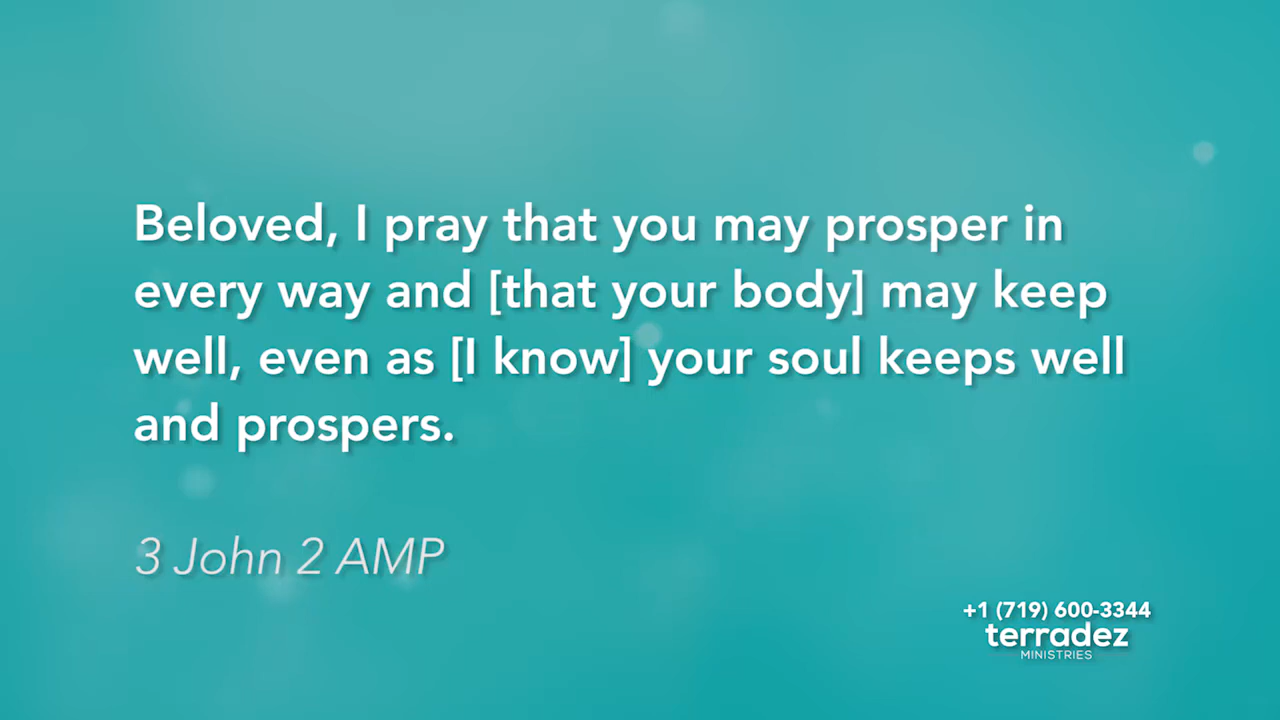 Beloved, I pray that you may prosper in
every way and [that your body] may keep
well, even as [I know] your soul keeps well
and prospers.
3 John 2 AMP
+1 (719) 600-3344
terradez
MINISTRIES